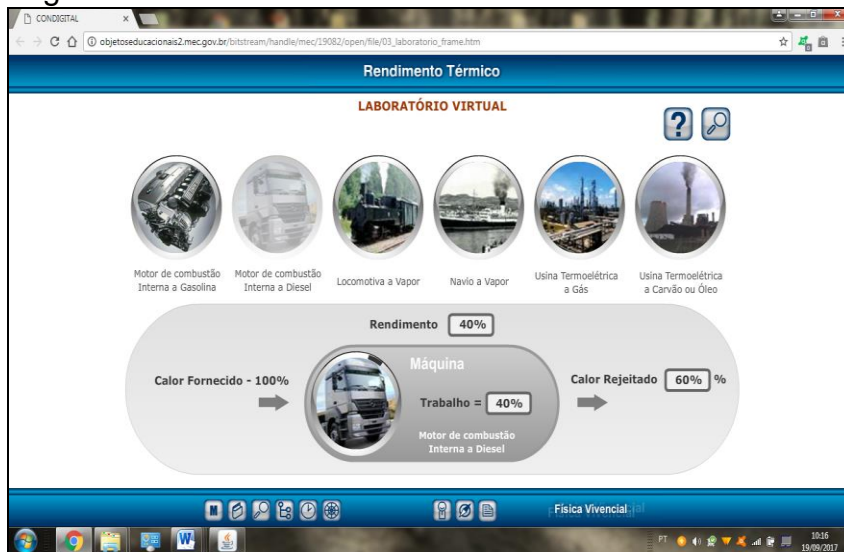 CONDIGITAL
objetoseducacionais2.mec.gov.br/bitstream/handle/mec/19082/open/file/03_laboratorio_frame.htm
Rendimento Térmico
LABORATÓRIO VIRTUAL
?
Motor de combustão
Interna a Gasolina
Motor de combustão
Interna a Diesel
Locomotiva a Vapor
Navio a Vapor
Usina Termoelétrica
a Gás
Usina Termoelétrica
a Carvão ou Óleo
Rendimento 40%
Máquina
Calor Fornecido - 100%
Calor Rejeitado 60% %
Trabalho = 40%
Motor de combustão
Interna a Diesel
M
Física Vivencial
W
PT
10:16
19/09/2017